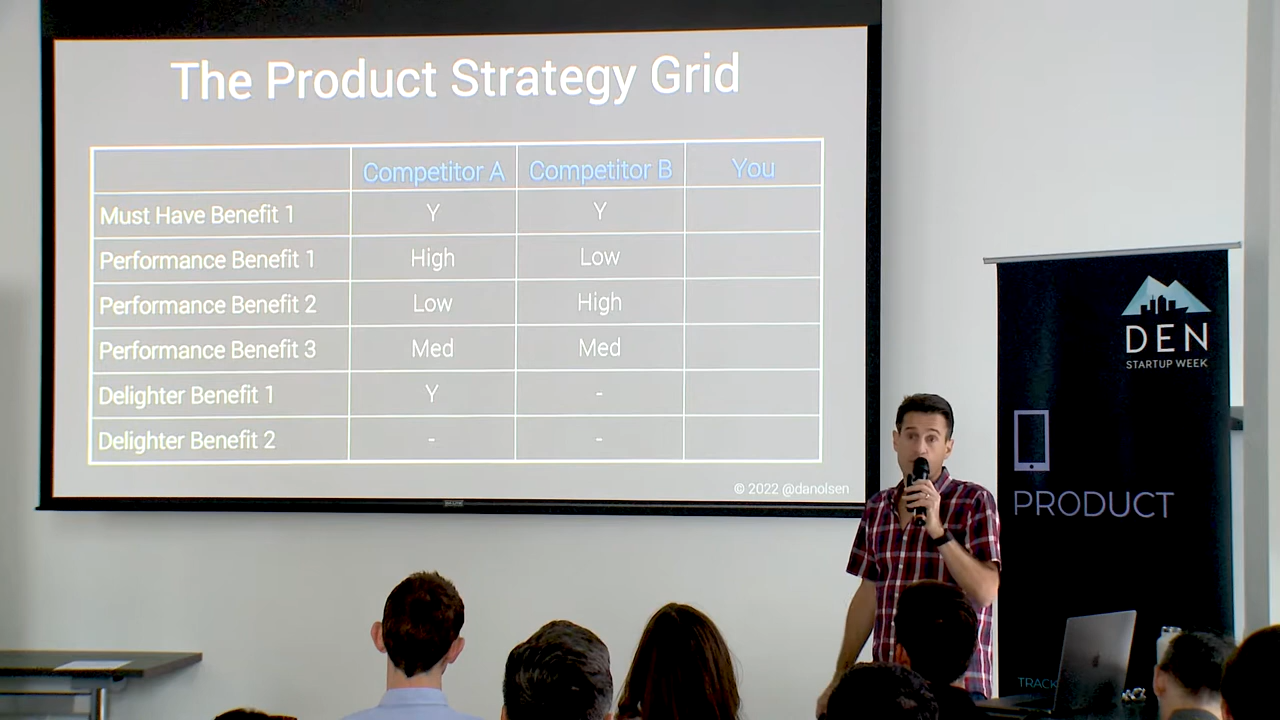 The Product Strategy Grid
Competitor A Competitor B You
Must Have Benefit 1 Y Y
Performance Benefit 1 High Low
Performance Benefit 2 Low High
Performance Benefit 3 Med Med
Delighter Benefit 1 Y -
Delighter Benefit 2 - -
© 2022 @danolsen
DEN
STARTUP WEEK
PRODUCT
TRACK